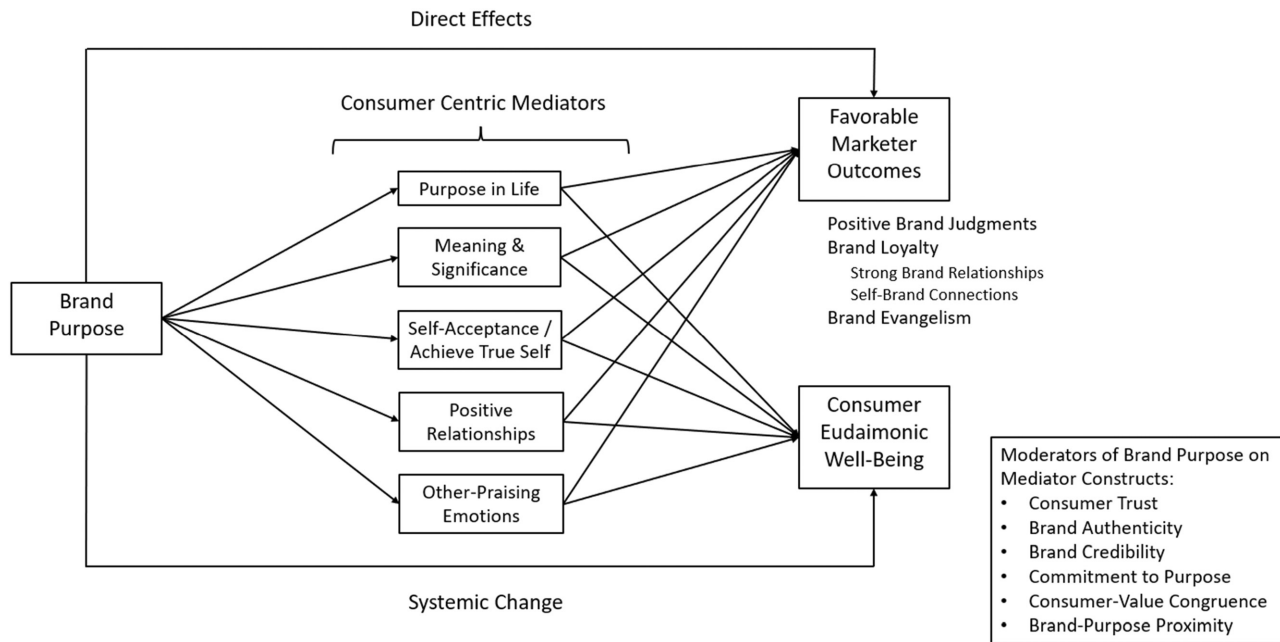 Direct Effects
Consumer Centric Mediators
Favorable
Marketer
Outcomes
Purpose in Life
Positive Brand Judgments
Brand Loyalty
Strong Brand Relationships
Self-Brand Connections
Brand Evangelism
Meaning &
Significance
Brand
Purpose
Self-Acceptance /
Achieve True Self
Positive
Relationships
Consumer
Eudaimonic
Well-Being
Other-Praising
Emotions
Moderators of Brand Purpose on
Mediator Constructs:
• Consumer Trust
• Brand Authenticity
• Brand Credibility
• Commitment to Purpose
• Consumer-Value Congruence
• Brand-Purpose Proximity
Systemic Change